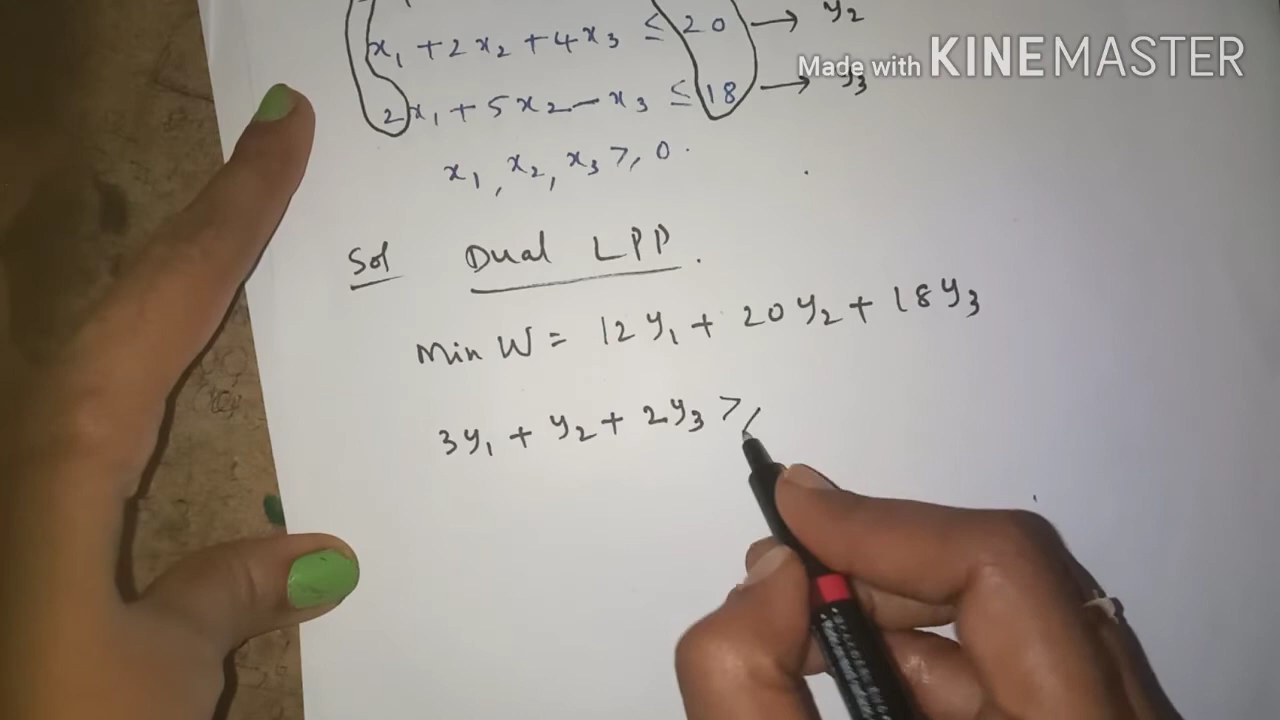 x₁ + 2x₂ + 4x₃ ≤ 20 → y₂
Made with KINEMASTER
2x₁ + 5x₂ - x₃ ≤ 18 → y₃
x₁, x₂, x₃ ≥ 0.
Sol Dual LPP.
Min W = 12y₁ + 20y₂ + 18y₃
3y₁ + y₂ + 2y₃ ≥